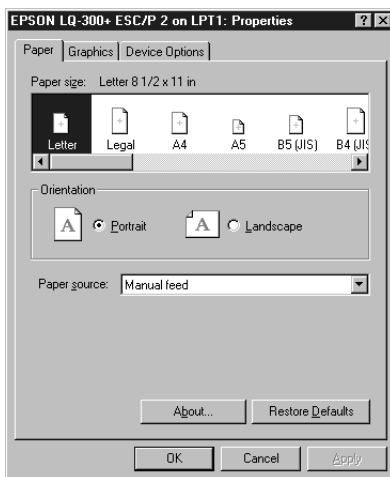 EPSON LQ-300+ ESC/P 2 on LPT1: Properties
Paper Graphics Device Options
Paper size: Letter 8 1/2 x 11 in
Letter Legal A4 A5 B5 (JIS) B4 (JIS
Orientation
A Portrait A Landscape
Paper source: Manual feed
About... Restore Defaults
OK Cancel Apply